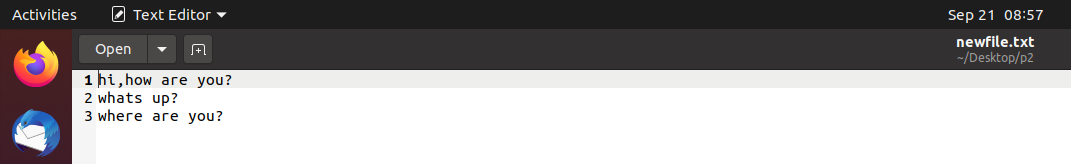 Activities Text Editor Sep 21 08:57
Open newfile.txt
~/Desktop/p2
1 hi,how are you?
2 whats up?
3 where are you?